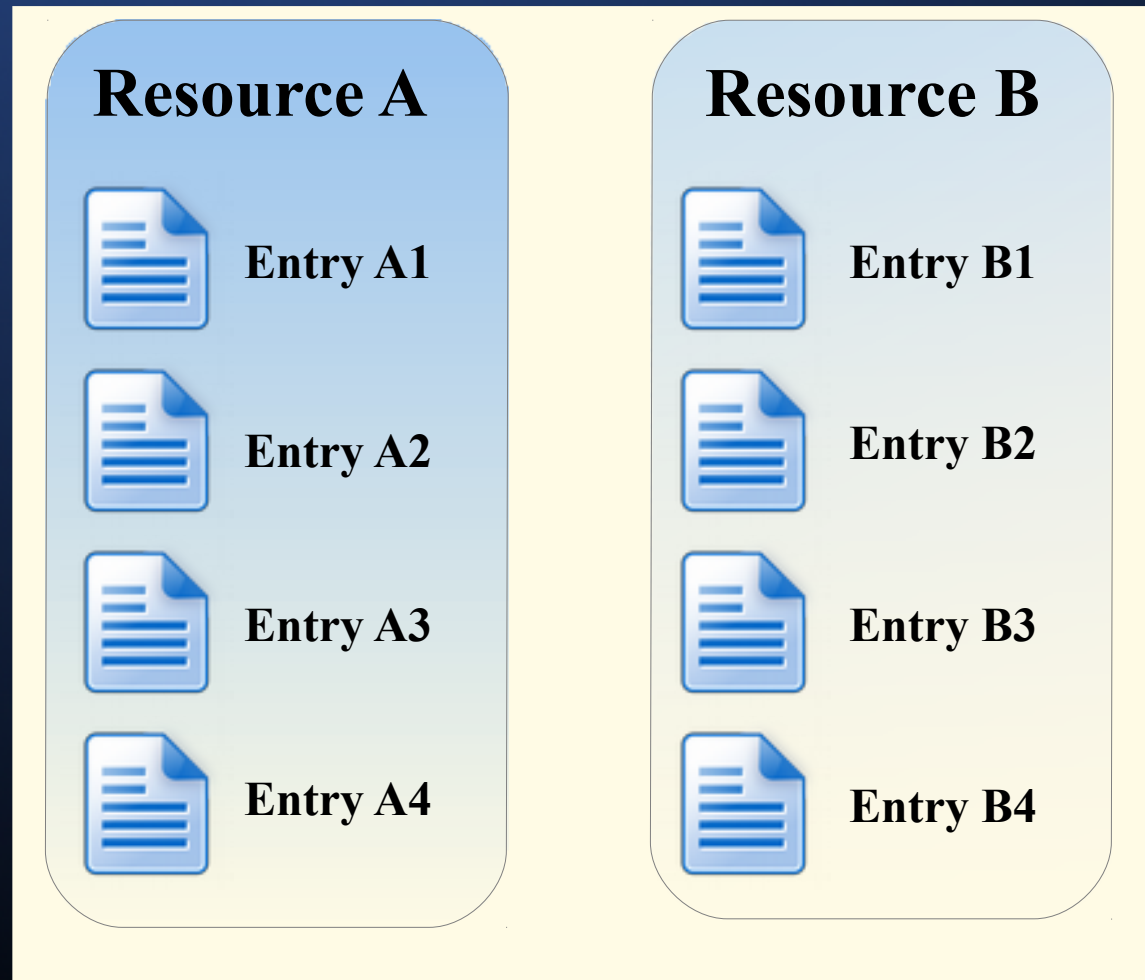 Resource A
Entry A1
Entry A2
Entry A3
Entry A4
Resource B
Entry B1
Entry B2
Entry B3
Entry B4